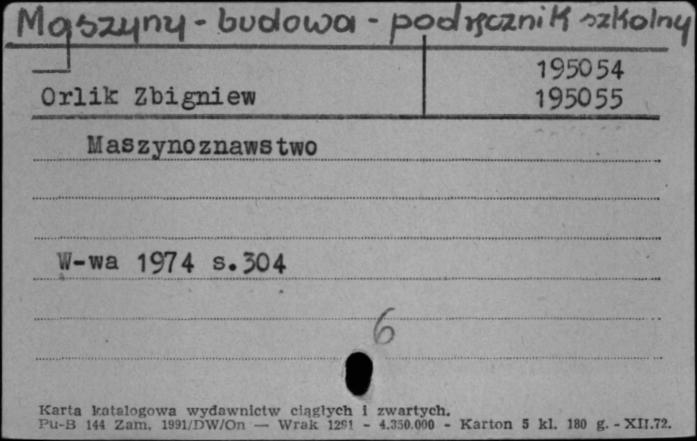 Maszyny - budowa - podręcznik szkolny
195054
Orlik Zbigniew 195055
Maszynoznawstwo
W-wa 1974 s.304
6
Karta katalogowa wydawnictw ciągłych i zwartych.
Pu-B 144 Zam. 1991/DW/On — Wrak 1291 - 4.350.000 - Karton 5 kl. 180 g. - XII.72.